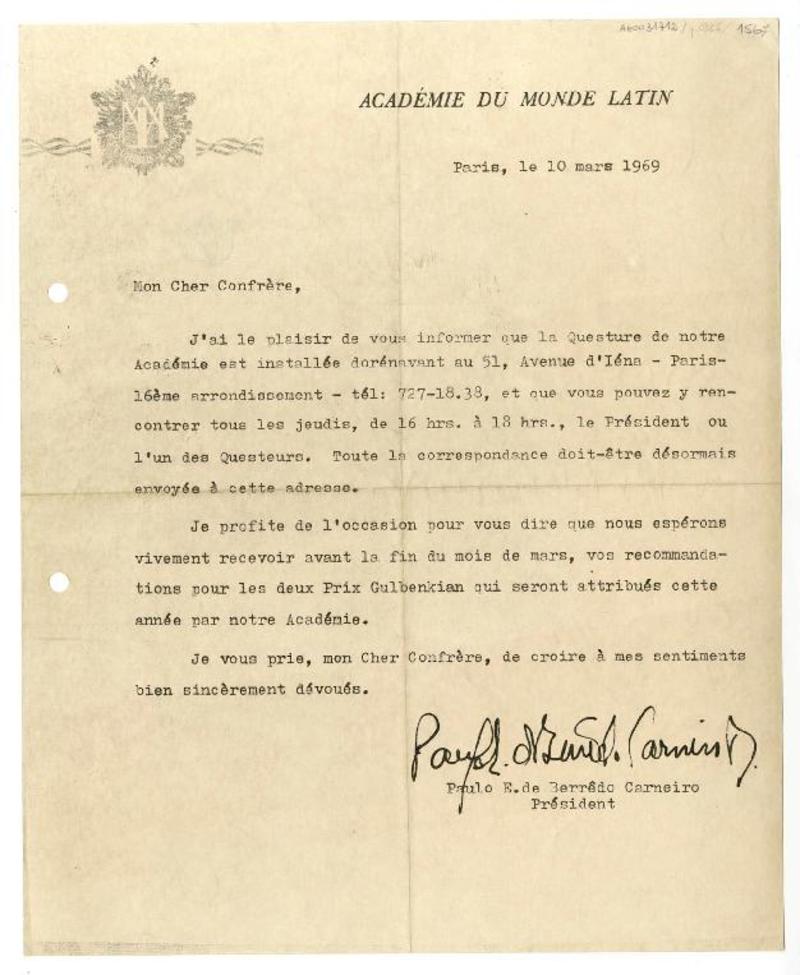 1567
ACADÉMIE DU MONDE LATIN
Paris, le 10 mars 1969
Mon Cher Confrère,
J'ai le plaisir de vous informer que la Questure de notre
Académie est installée dorénavant au 51, Avenue d'Iéna - Paris-
16ème arrondissement - tél: 727-18.38, et que vous pouvez y ren-
contrer tous les jeudis, de 16 hrs. à 18 hrs., le Président ou
l'un des Questeurs. Toute la correspondance doit-être désormais
envoyée à cette adresse.
Je profite de l'occasion pour vous dire que nous espérons
vivement recevoir avant la fin du mois de mars, vos recommanda-
tions pour les deux Prix Gulbenkian qui seront attribués cette
année par notre Académie.
Je vous prie, mon Cher Confrère, de croire à mes sentiments
bien sincèrement dévoués.
Paulo E.de Berrêdo Carneiro
Président